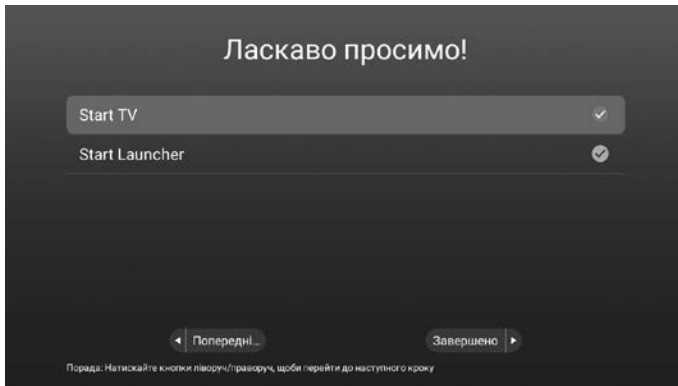 Ласкаво просимо!
Start TV
Start Launcher
Попередні...
Завершено
Порада: Натискайте кнопки ліворуч/праворуч, щоби перейти до наступного кроку